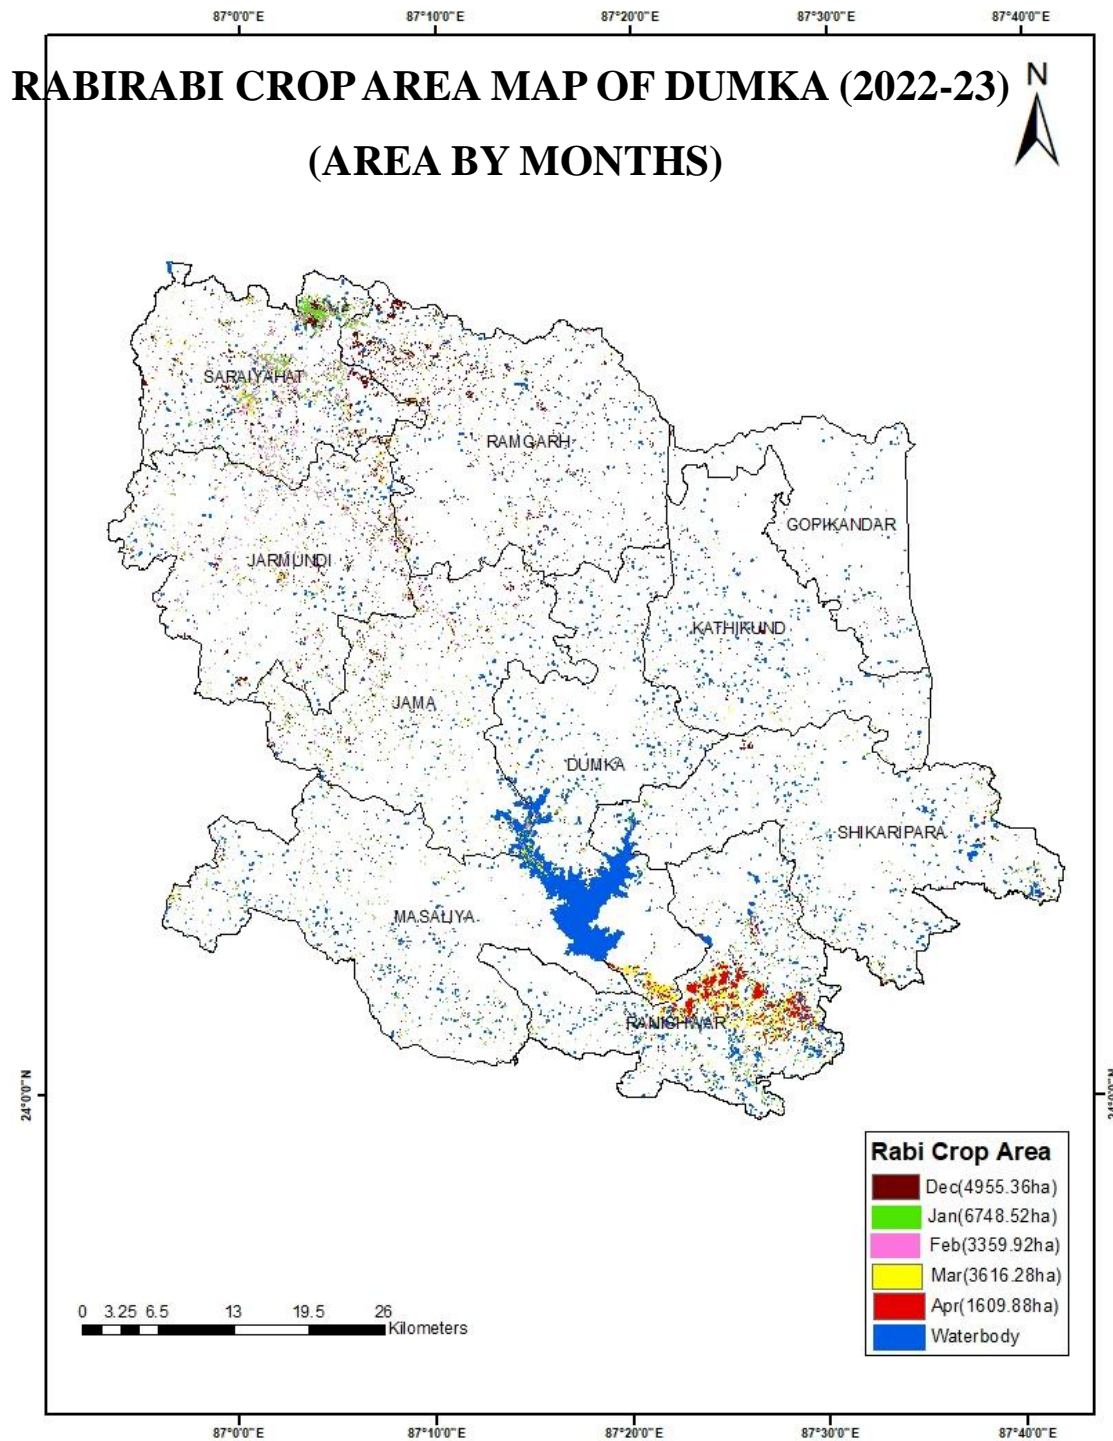 87°0'0"E 87°10'0"E 87°20'0"E 87°30'0"E 87°40'0"E
RABIRABI CROP AREA MAP OF DUMKA (2022-23)
(AREA BY MONTHS)
N
SARAIYAHAT
RAMGARH
GOPIKANDAR
JARMUNDI
KATHIKUND
JAMA
DUMKA
SHIKARIPARA
MASALIYA
RANISHWAR
24°0'0"N
24°0'0"N
Rabi Crop Area
Dec(4955.36ha)
Jan(6748.52ha)
Feb(3359.92ha)
Mar(3616.28ha)
Apr(1609.88ha)
Waterbody
0 3.25 6.5 13 19.5 26
Kilometers
87°0'0"E 87°10'0"E 87°20'0"E 87°30'0"E 87°40'0"E